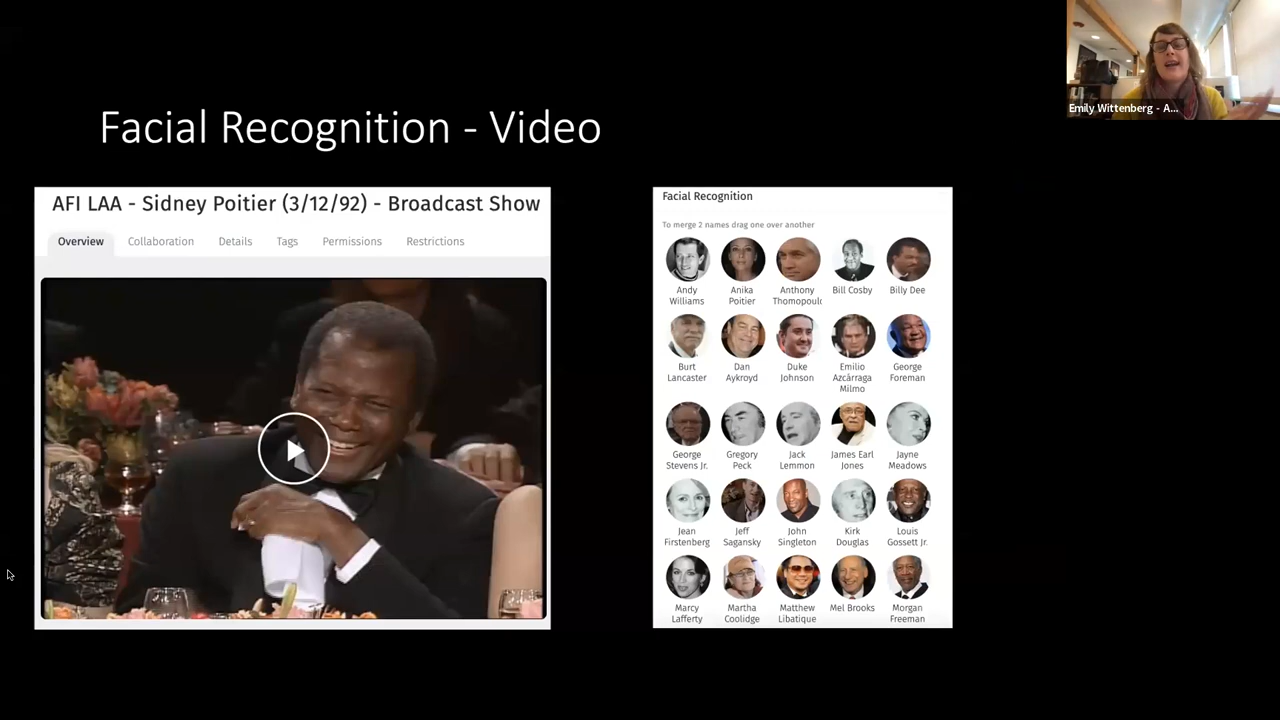 Emily Wittenberg - A...
Facial Recognition - Video
AFI LAA - Sidney Poitier (3/12/92) - Broadcast Show
Overview Collaboration Details Tags Permissions Restrictions
Facial Recognition
To merge 2 names drag one over another
Andy Williams
Anika Poitier
Anthony Thomopoulo
Bill Cosby
Billy Dee
Burt Lancaster
Dan Aykroyd
Duke Johnson
Emilio Azcárraga Milmo
George Foreman
George Stevens Jr.
Gregory Peck
Jack Lemmon
James Earl Jones
Jayne Meadows
Jean Firstenberg
Jeff Sagansky
John Singleton
Kirk Douglas
Louis Gossett Jr.
Marcy Lafferty
Martha Coolidge
Matthew Libatique
Mel Brooks
Morgan Freeman